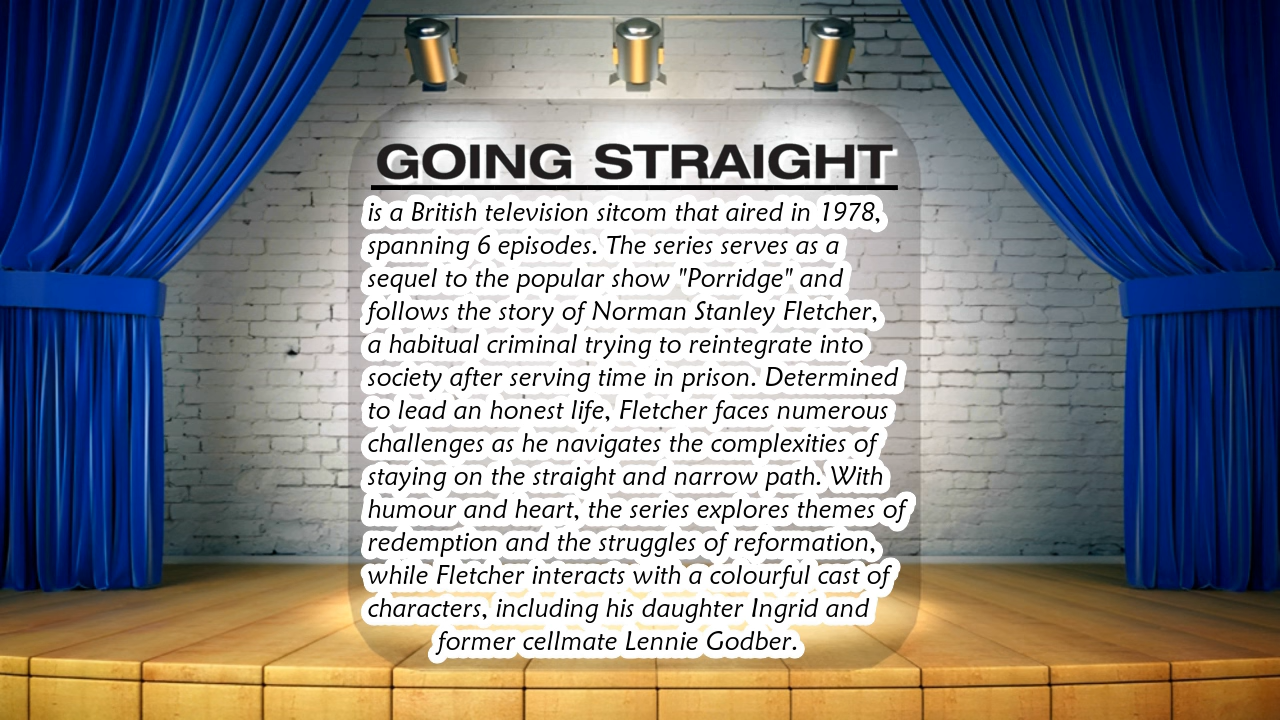 GOING STRAIGHT
is a British television sitcom that aired in 1978,
spanning 6 episodes. The series serves as a
sequel to the popular show "Porridge" and
follows the story of Norman Stanley Fletcher,
a habitual criminal trying to reintegrate into
society after serving time in prison. Determined
to lead an honest life, Fletcher faces numerous
challenges as he navigates the complexities of
staying on the straight and narrow path. With
humour and heart, the series explores themes of
redemption and the struggles of reformation,
while Fletcher interacts with a colourful cast of
characters, including his daughter Ingrid and
former cellmate Lennie Godber.